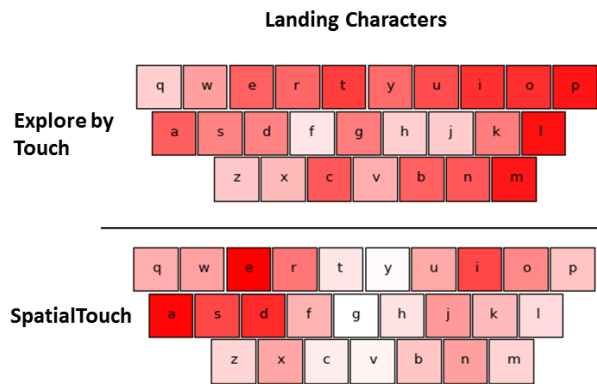 Landing Characters
q w e r t y u i o p
Explore by
Touch
a s d f g h j k l
z x c v b n m
q w e r t y u i o p
SpatialTouch
a s d f g h j k l
z x c v b n m